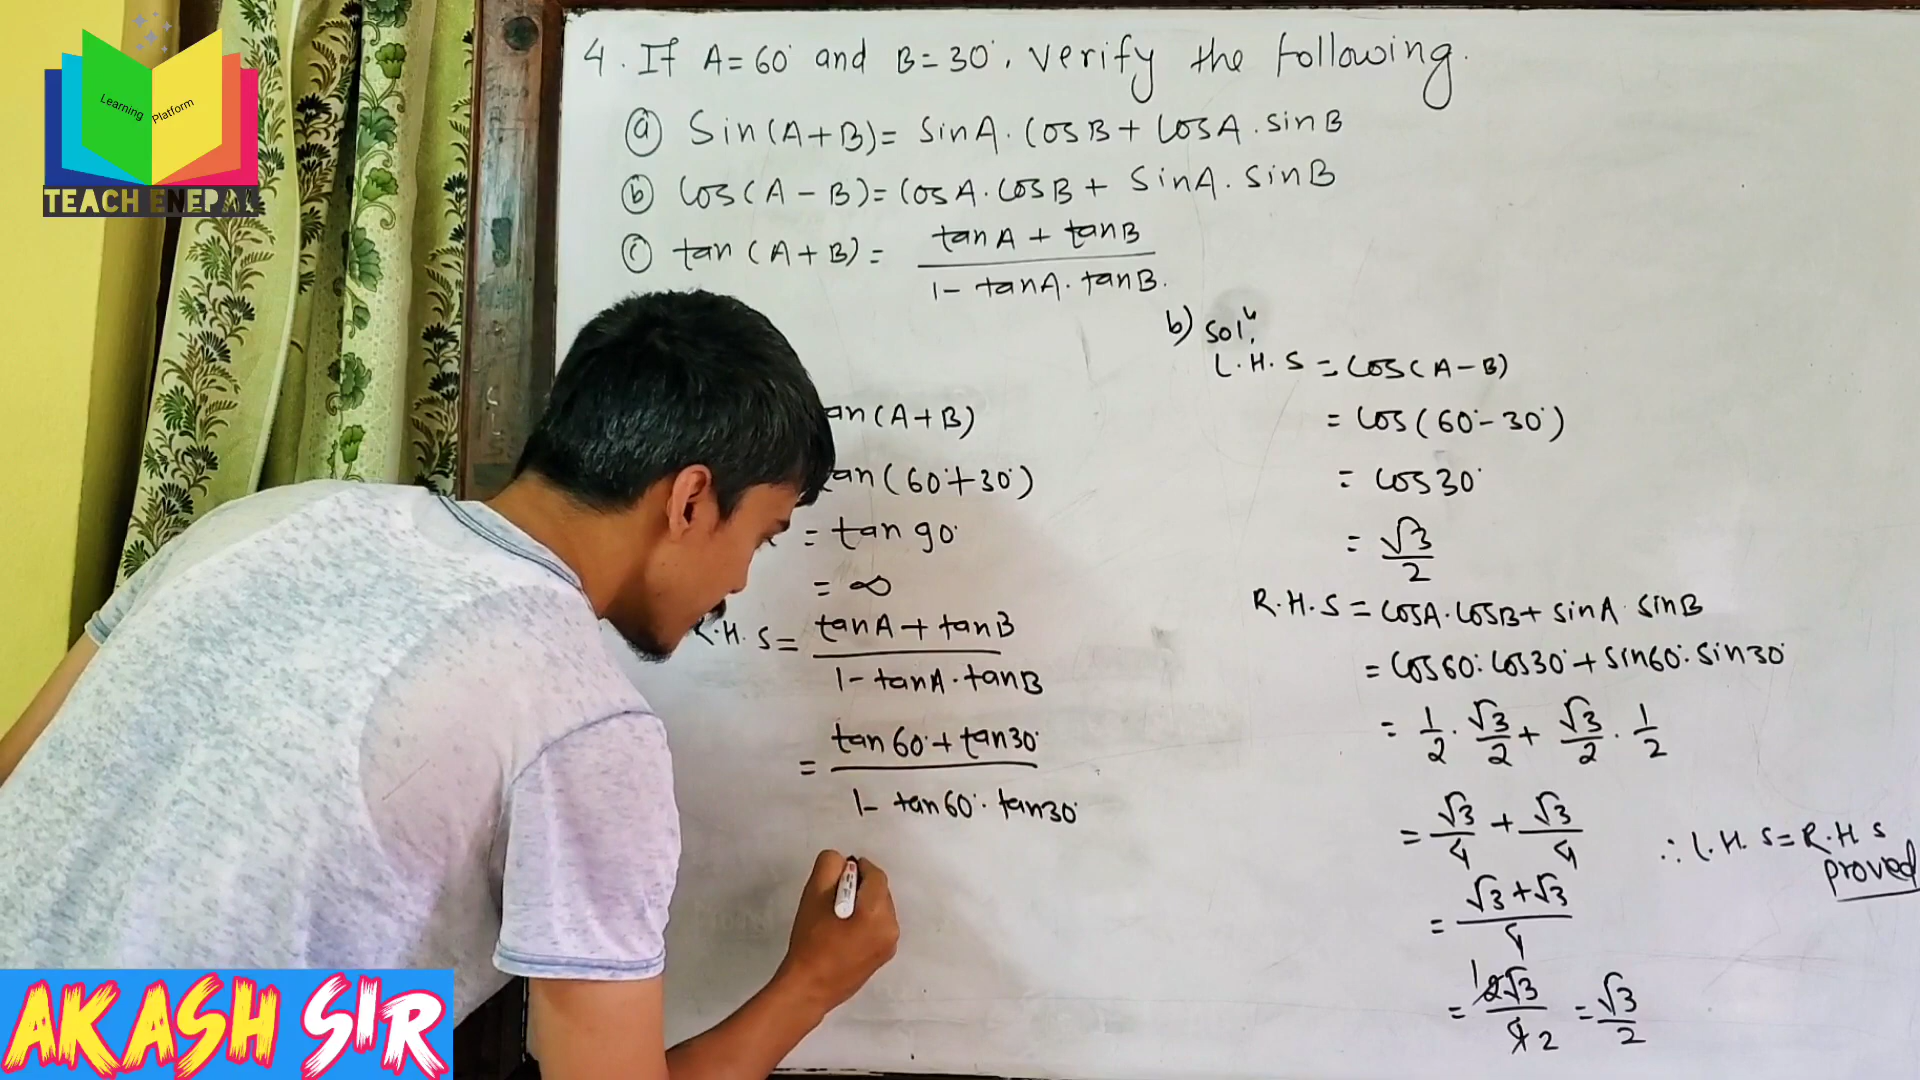 Learning Platform
TEACH ENEPAL
4. If A=60° and B=30°, verify the following.
(a) Sin(A+B)= SinA.CosB+CosA.sinB
(b) Cos(A-B)=CosA.CosB+ SinA.sinB
(c) tan(A+B)= tanA+tanB
1-tanA.tanB.
an(A+B)
tan(60°+30°)
= tan90°
= ∞
R.H.S= tanA+tanB
1-tanA.tanB
= tan60°+tan30°
1-tan60°.tan30°
b) Solⁿ.
L.H.S = Cos(A-B)
= Cos(60°-30°)
= Cos30°
= √3
2
R.H.S = CosA.CosB+sinA.sinB
= Cos60°.Cos30°+Sin60°.Sin30°
= 1/2 . √3/2 + √3/2 . 1/2
= √3/4 + √3/4
= √3+√3
4
= 1 2√3/4 2 = √3/2
∴ L.H.S=R.H.S
proved
AKASH SIR